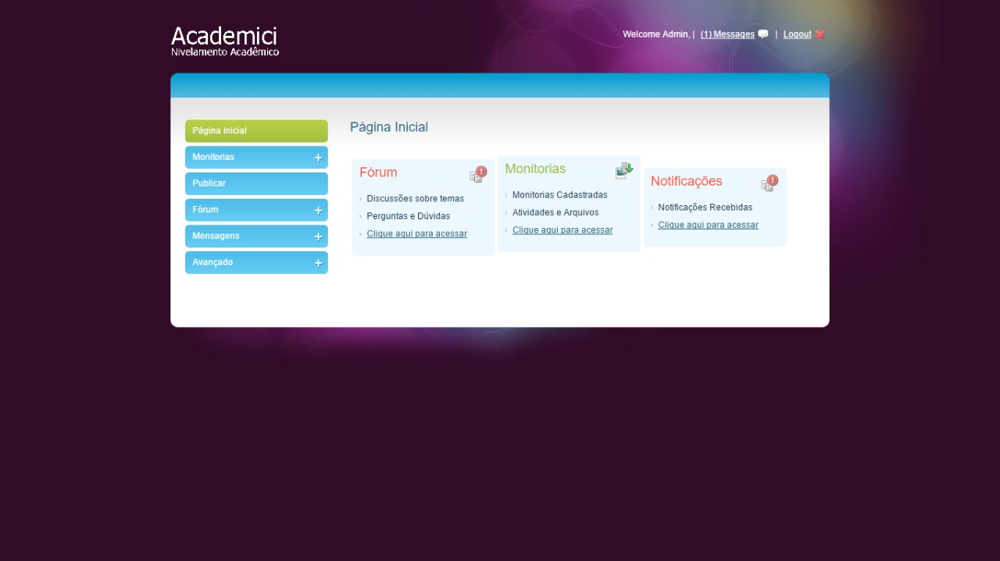 Academici
Nivelamento Acadêmico
Welcome Admin, | (1) Messages | Logout
Página Inicial
Monitorias
Publicar
Fórum
Mensagens
Avançado
Página Inicial
Fórum
Discussões sobre temas
Perguntas e Dúvidas
Clique aqui para acessar
Monitorias
Monitorias Cadastradas
Atividades e Arquivos
Clique aqui para acessar
Notificações
Notificações Recebidas
Clique aqui para acessar